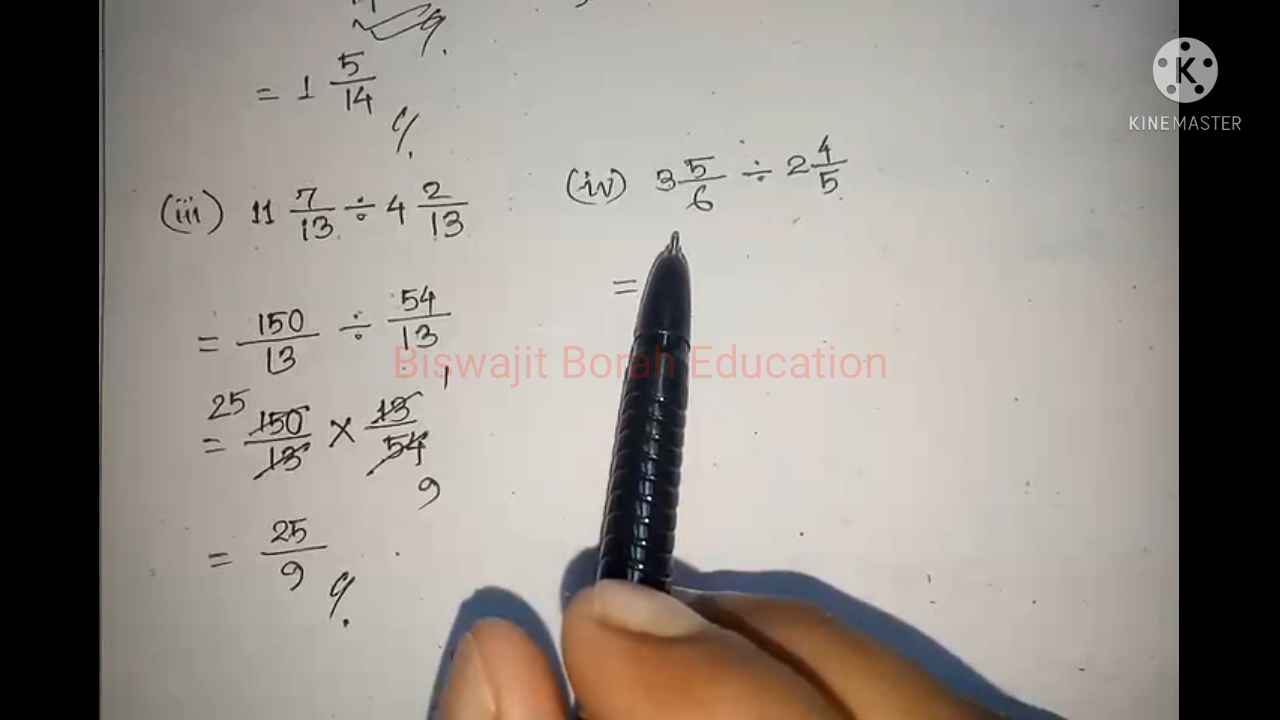 = 1 5/14
(iii) 11 7/13 ÷ 4 2/13
= 150/13 ÷ 54/13
25 1
= 150/13 × 13/54
9
= 25/9
(iv) 3 5/6 ÷ 2 4/5
=
Biswajit Borah Education
K
KINEMASTER